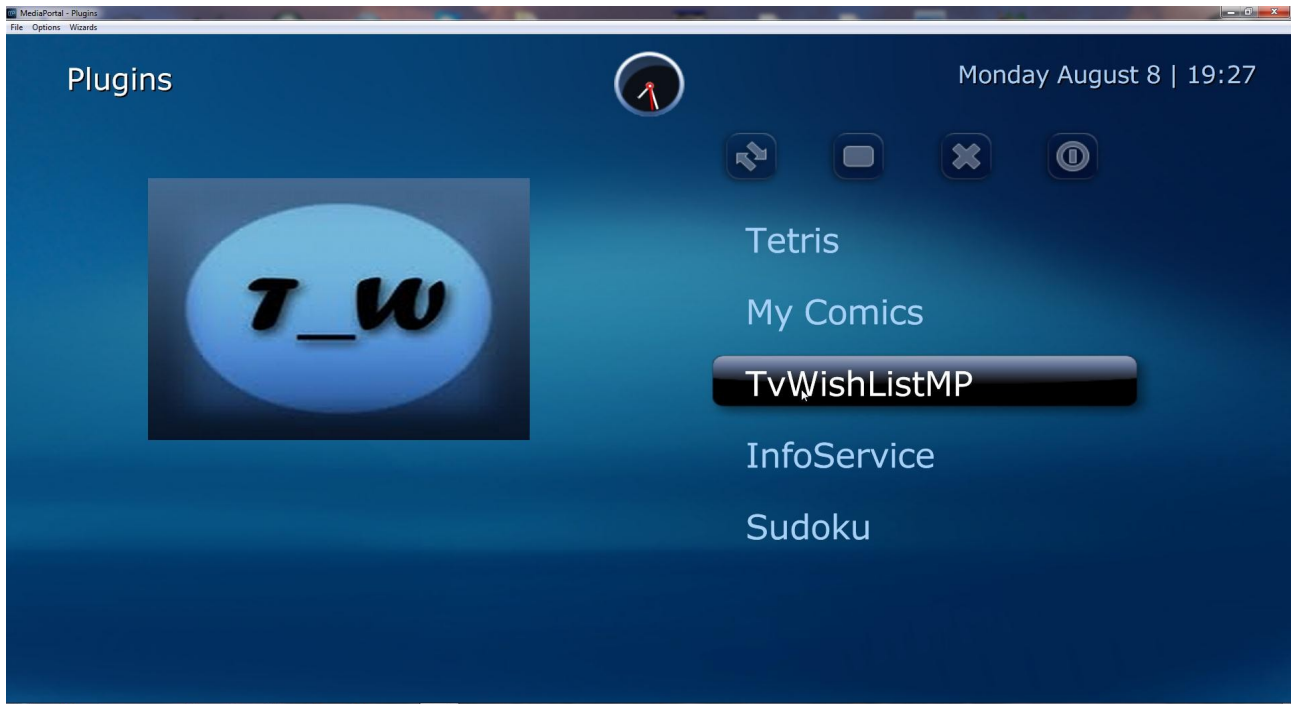 MediaPortal - Plugins
File Options Wizards
Plugins
Monday August 8 | 19:27
T_W
Tetris
My Comics
TvWishListMP
InfoService
Sudoku